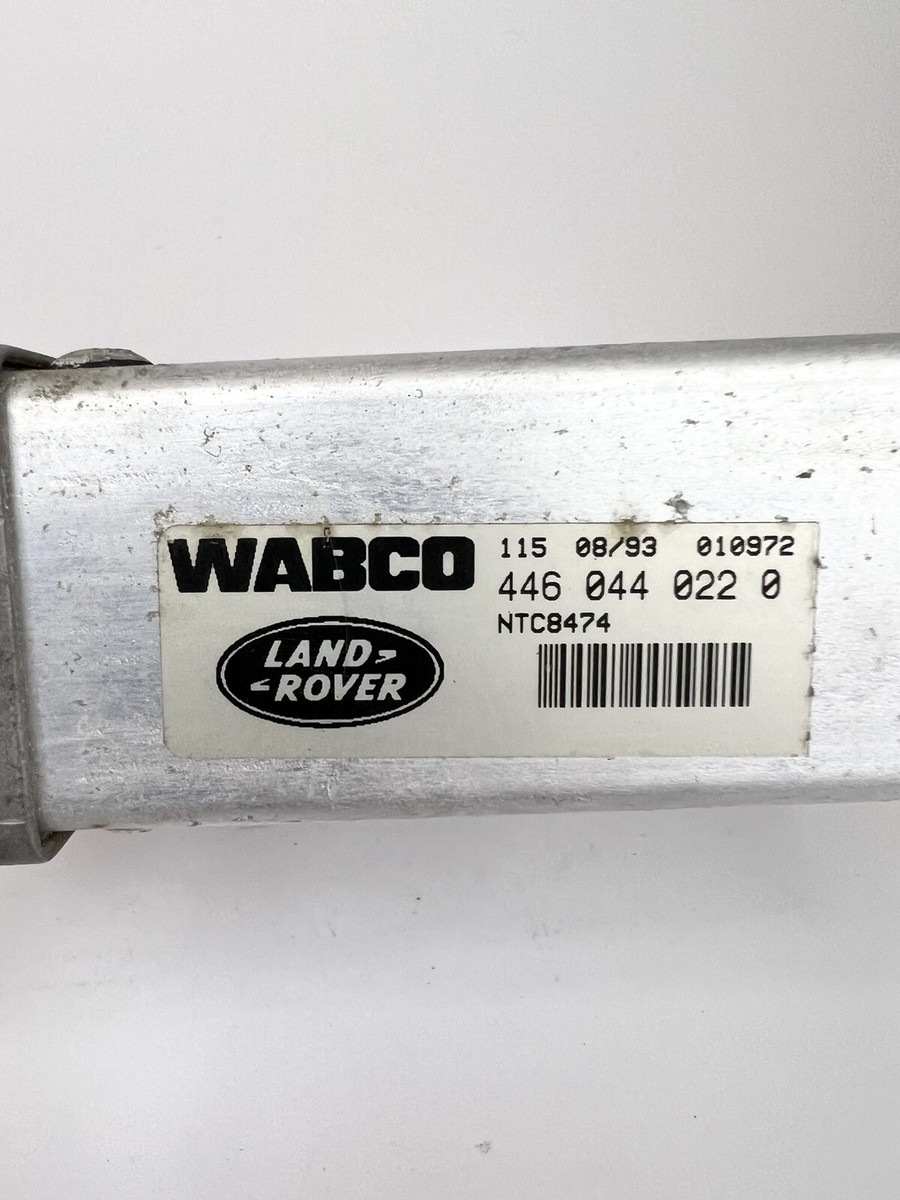 WABCO
115 08/93 010972
446 044 022 0
NTC8474
LAND
ROVER